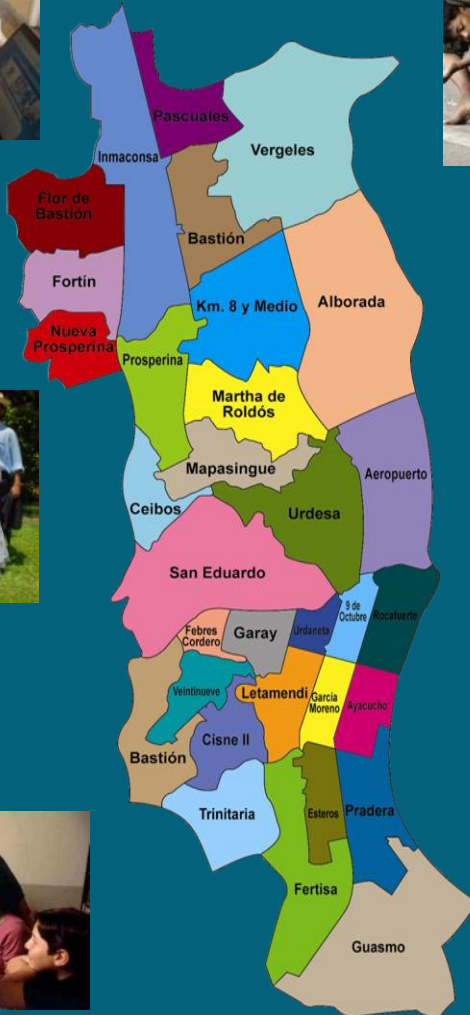 Pascuales
Vergeles
Inmaconsa
Flor de
Bastión
Bastión
Fortín
Km. 8 y Medio
Alborada
Nueva
Prosperina
Prosperina
Martha de
Roldós
Mapasingue
Aeropuerto
Ceibos
Urdesa
San Eduardo
9 de
Octubre
Rocafuerte
Febres
Cordero
Garay
Urdaneta
Veintinueve
Letamendi
García
Moreno
Ayacucho
Cisne II
Bastión
Trinitaria
Esteros
Pradera
Fertisa
Guasmo